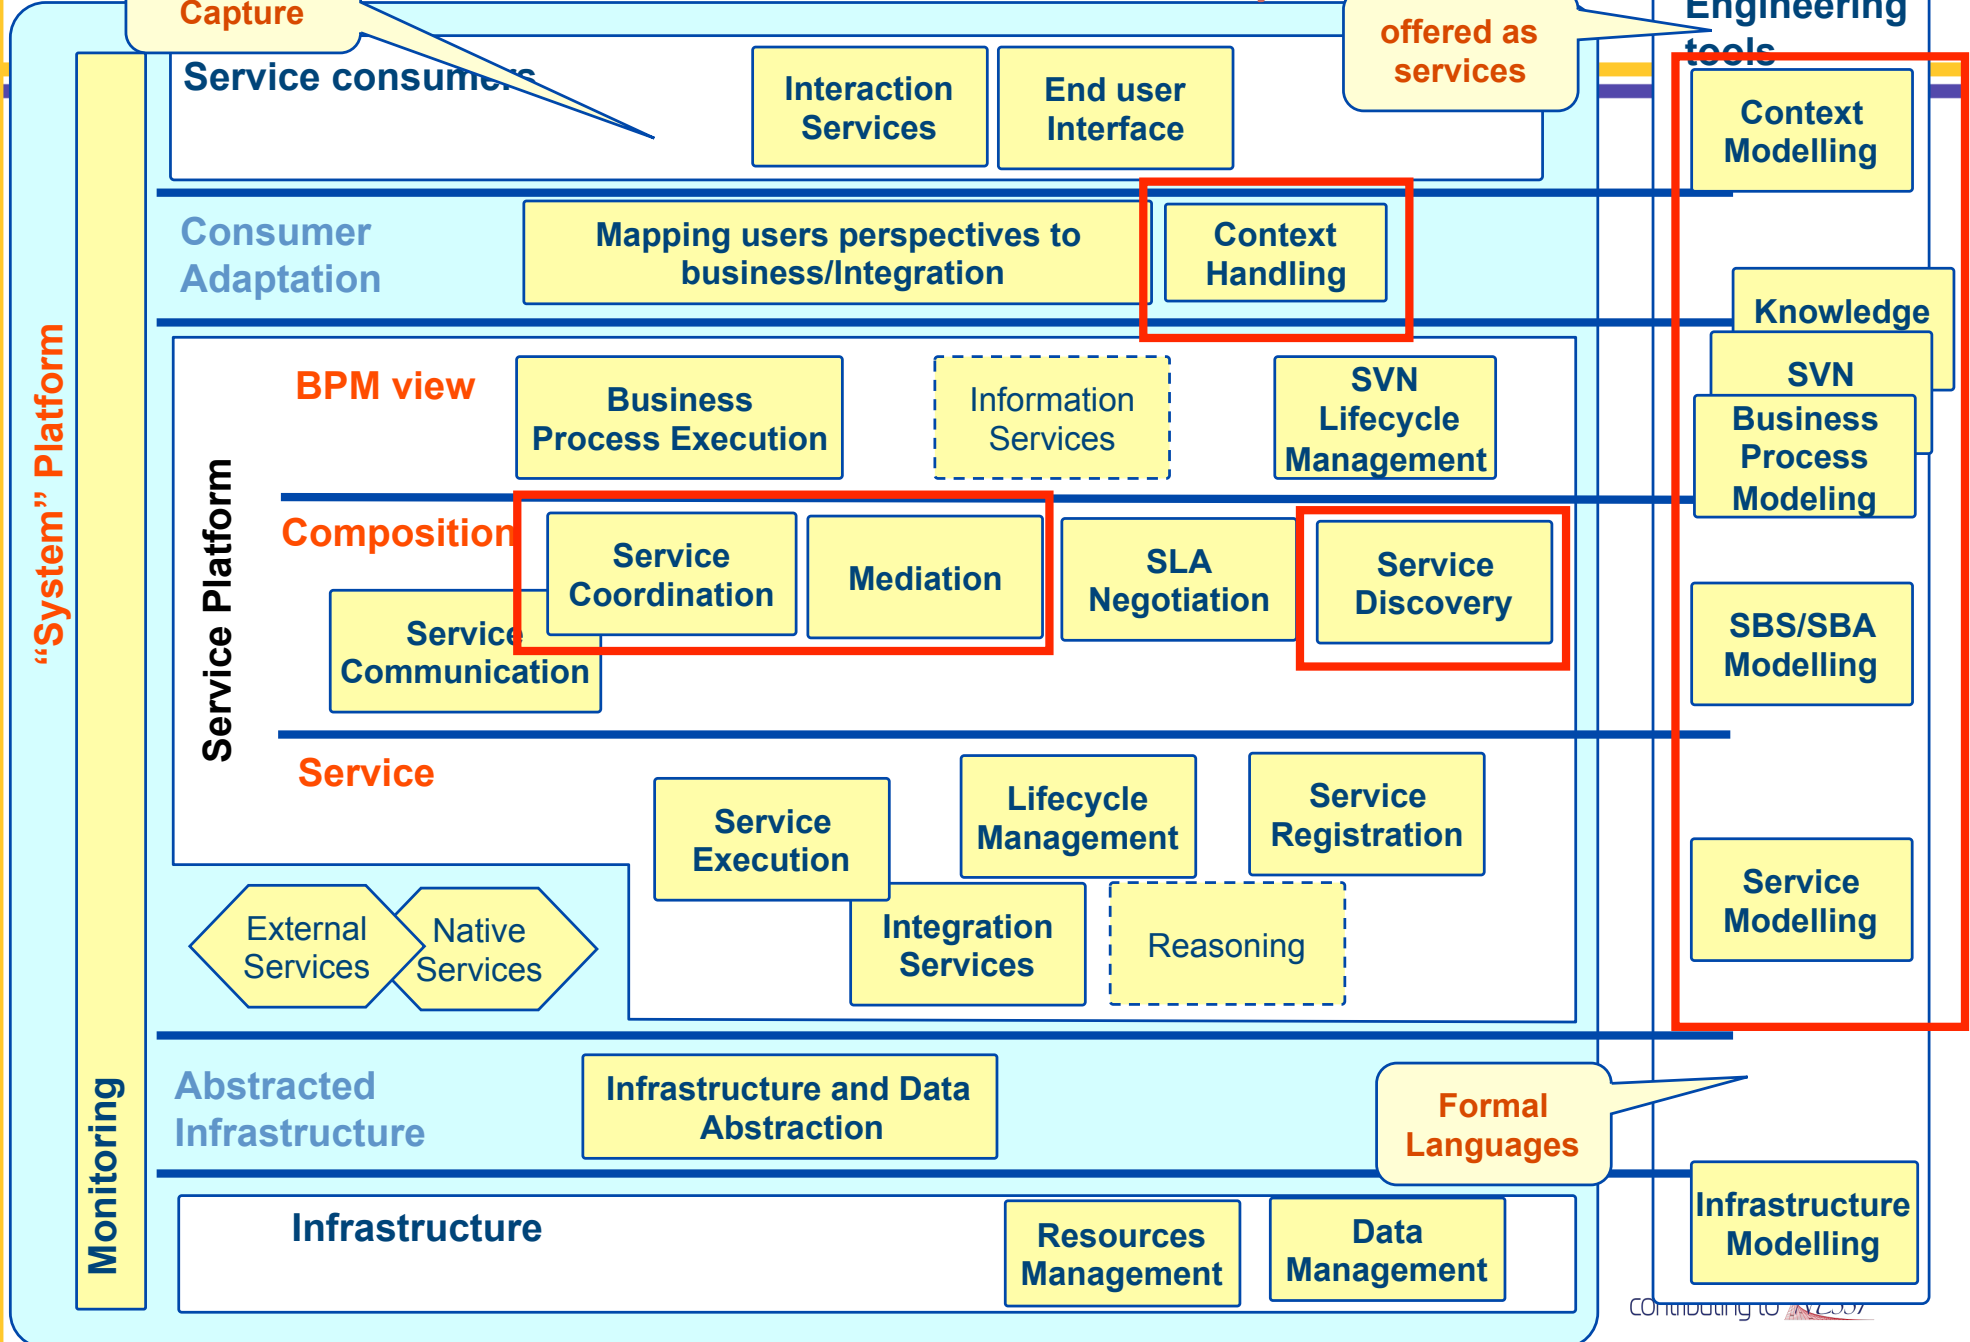 Capture
offered as
services
Engineering
tools
Service consumers
Interaction
Services
End user
Interface
Context
Modelling
Consumer
Adaptation
Mapping users perspectives to
business/Integration
Context
Handling
Knowledge
SVN
Business
Process
Modeling
"System" Platform
Service Platform
BPM view
Business
Process Execution
Information
Services
SVN
Lifecycle
Management
Composition
Service
Coordination
Mediation
SLA
Negotiation
Service
Discovery
Service
Communication
SBS/SBA
Modelling
Service
Service
Execution
Lifecycle
Management
Service
Registration
Service
Modelling
External
Services
Native
Services
Integration
Services
Reasoning
Monitoring
Abstracted
Infrastructure
Infrastructure and Data
Abstraction
Formal
Languages
Infrastructure
Resources
Management
Data
Management
Infrastructure
Modelling
contributing to